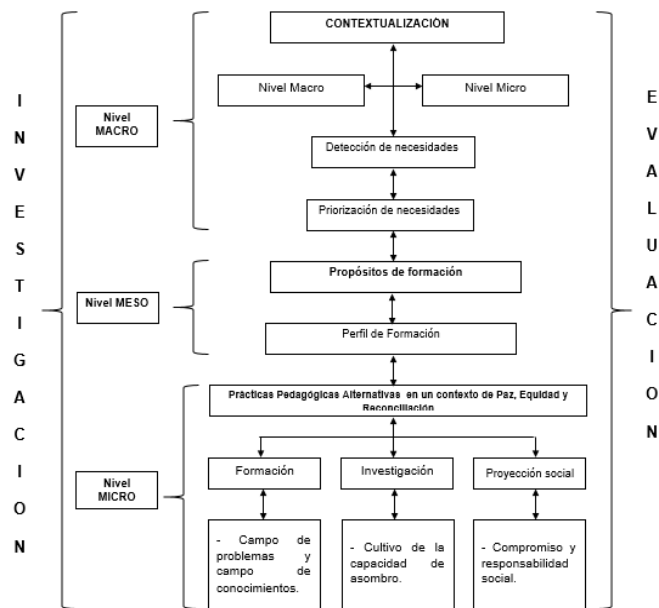 CONTEXTUALIZACIÓN
Nivel Macro
Nivel Micro
Nivel
MACRO
Detección de necesidades
Priorización de necesidades
Propósitos de formación
Nivel MESO
Perfil de Formación
Prácticas Pedagógicas Alternativas en un contexto de Paz, Equidad y
Reconciliación
Nivel
MICRO
Formación
Investigación
Proyección social
- Campo de
problemas y
campo de
conocimientos.
- Cultivo de la
capacidad de
asombro.
- Compromiso y
responsabilidad
social.
I
N
V
E
S
T
I
G
A
C
I
O
N
E
V
A
L
U
A
C
I
O
N